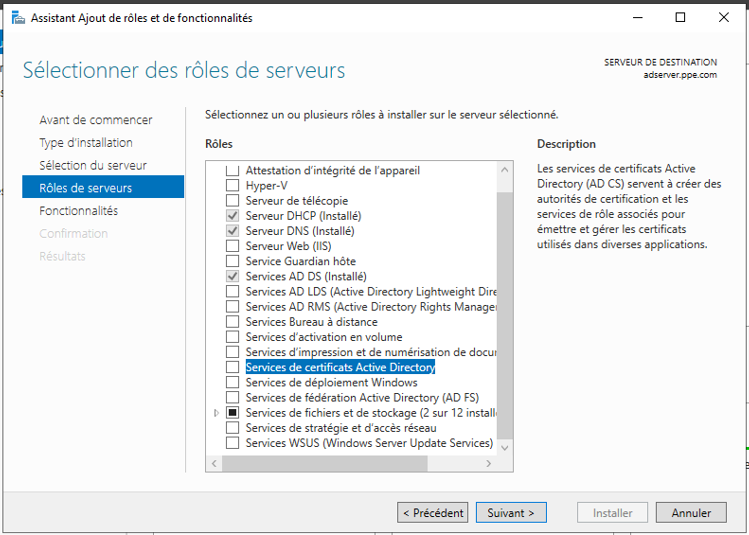 Assistant Ajout de rôles et de fonctionnalités
Sélectionner des rôles de serveurs
SERVEUR DE DESTINATION
adserver.ppe.com
Avant de commencer
Type d'installation
Sélection du serveur
Rôles de serveurs
Fonctionnalités
Confirmation
Résultats
Sélectionnez un ou plusieurs rôles à installer sur le serveur sélectionné.
Rôles
Attestation d'intégrité de l'appareil
Hyper-V
Serveur de télécopie
Serveur DHCP (Installé)
Serveur DNS (Installé)
Serveur Web (IIS)
Service Guardian hôte
Services AD DS (Installé)
Services AD LDS (Active Directory Lightweight Dire
Services AD RMS (Active Directory Rights Manager
Services Bureau à distance
Services d'activation en volume
Services d'impression et de numérisation de docur
Services de certificats Active Directory
Services de déploiement Windows
Services de fédération Active Directory (AD FS)
Services de fichiers et de stockage (2 sur 12 install
Services de stratégie et d'accès réseau
Services WSUS (Windows Server Update Services)
Description
Les services de certificats Active
Directory (AD CS) servent à créer des
autorités de certification et les
services de rôle associés pour
émettre et gérer les certificats
utilisés dans diverses applications.
< Précédent
Suivant >
Installer
Annuler